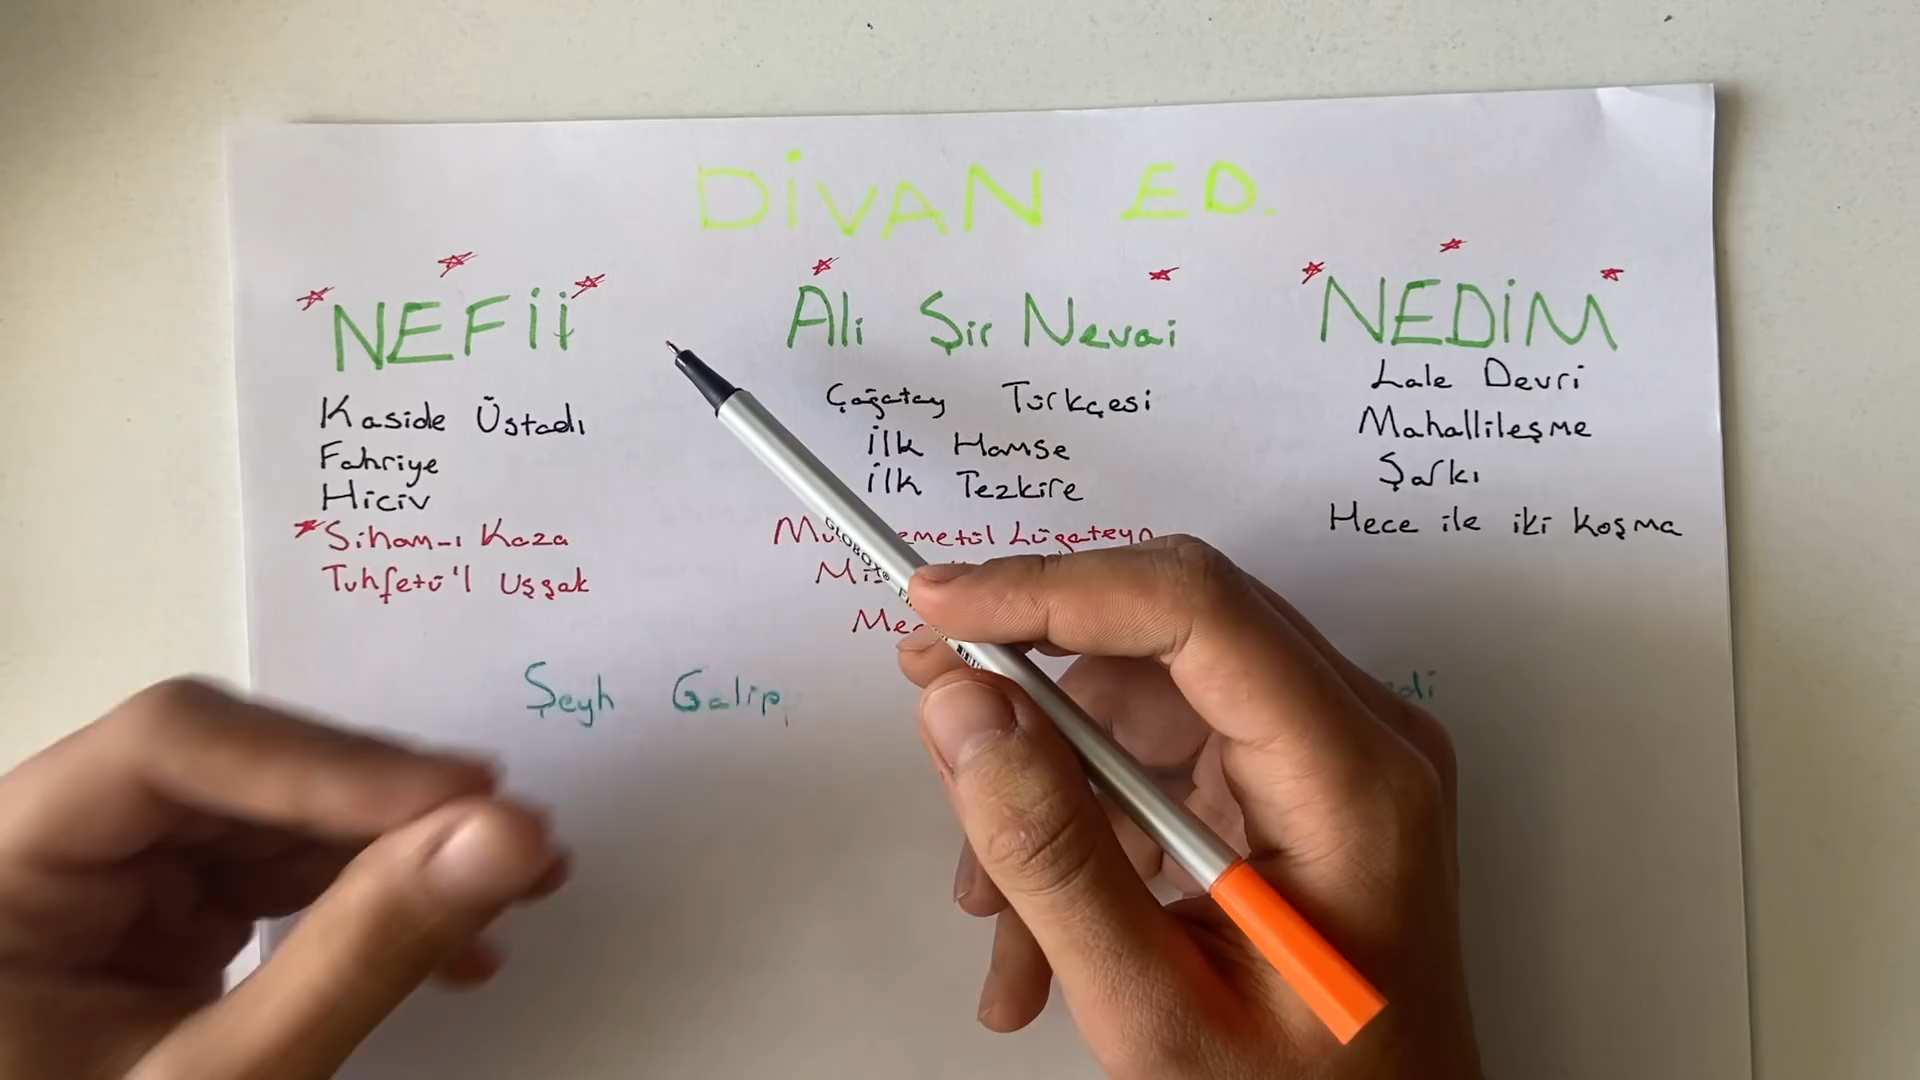 DİVAN ED.
NEFİİ
Kaside Üstadı
Fahriye
Hiciv
Siham-ı Kaza
Tuhfetü'l Uşşak
Ali Şir Nevai
Çağatay Türkçesi
İlk Hamse
İlk Tezkire
Lügateyn
NEDİM
Lale Devri
Mahallileşme
Şarkı
Hece ile iki koşma
Şeyh Galip